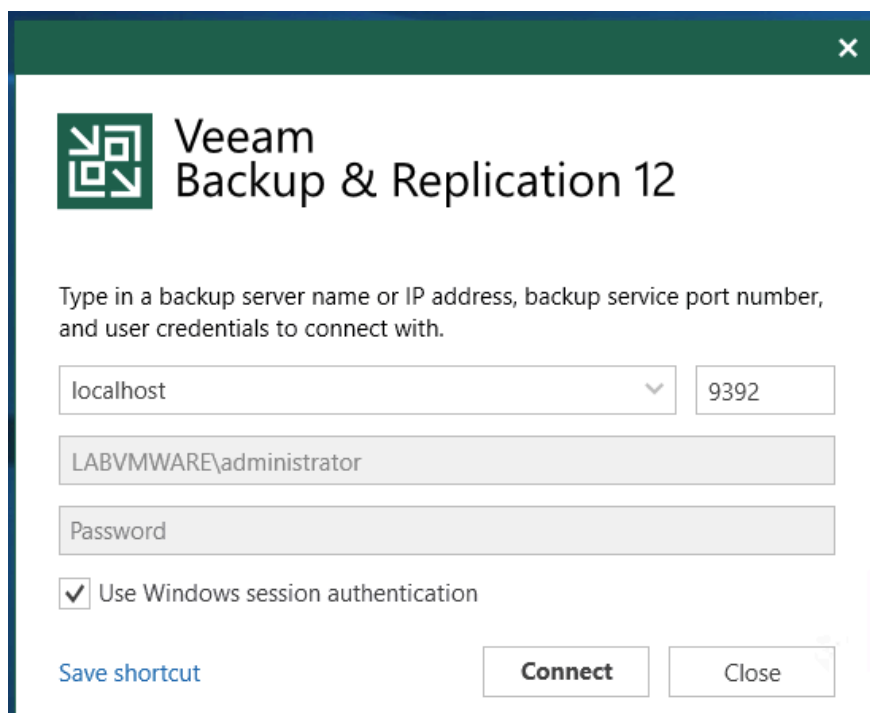 Veeam
Backup & Replication 12
Type in a backup server name or IP address, backup service port number,
and user credentials to connect with.
localhost
9392
LABVMWARE\administrator
Password
Use Windows session authentication
Save shortcut
Connect
Close